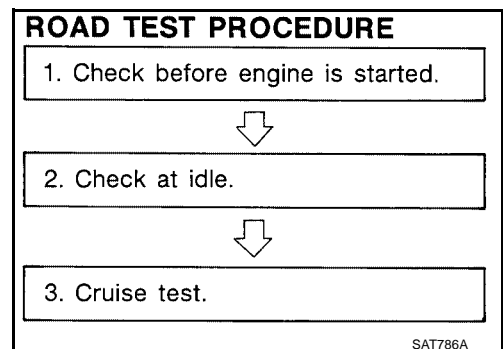 ROAD TEST PROCEDURE
1. Check before engine is started.
2. Check at idle.
3. Cruise test.
SAT786A